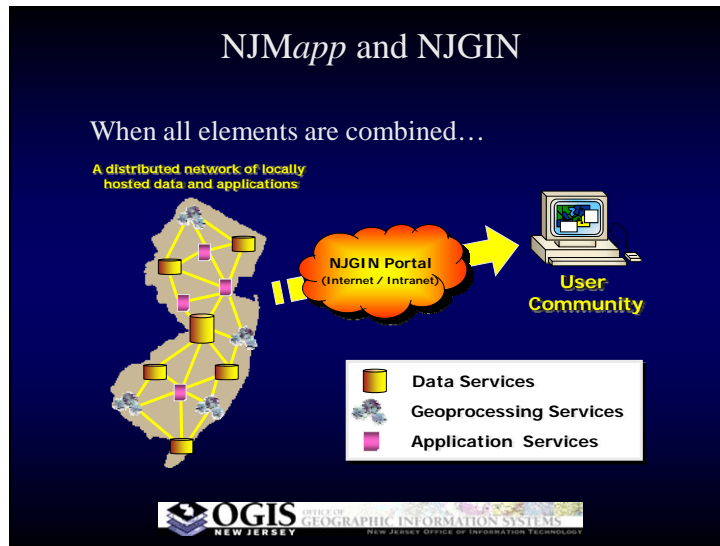 NJMapp and NJGIN
When all elements are combined…
A distributed network of locally
hosted data and applications
NJGIN Portal
(Internet / Intranet)
User
Community
Data Services
Geoprocessing Services
Application Services
OGIS
NEW JERSEY
OFFICE OF
GEOGRAPHIC INFORMATION SYSTEMS
NEW JERSEY OFFICE OF INFORMATION TECHNOLOGY